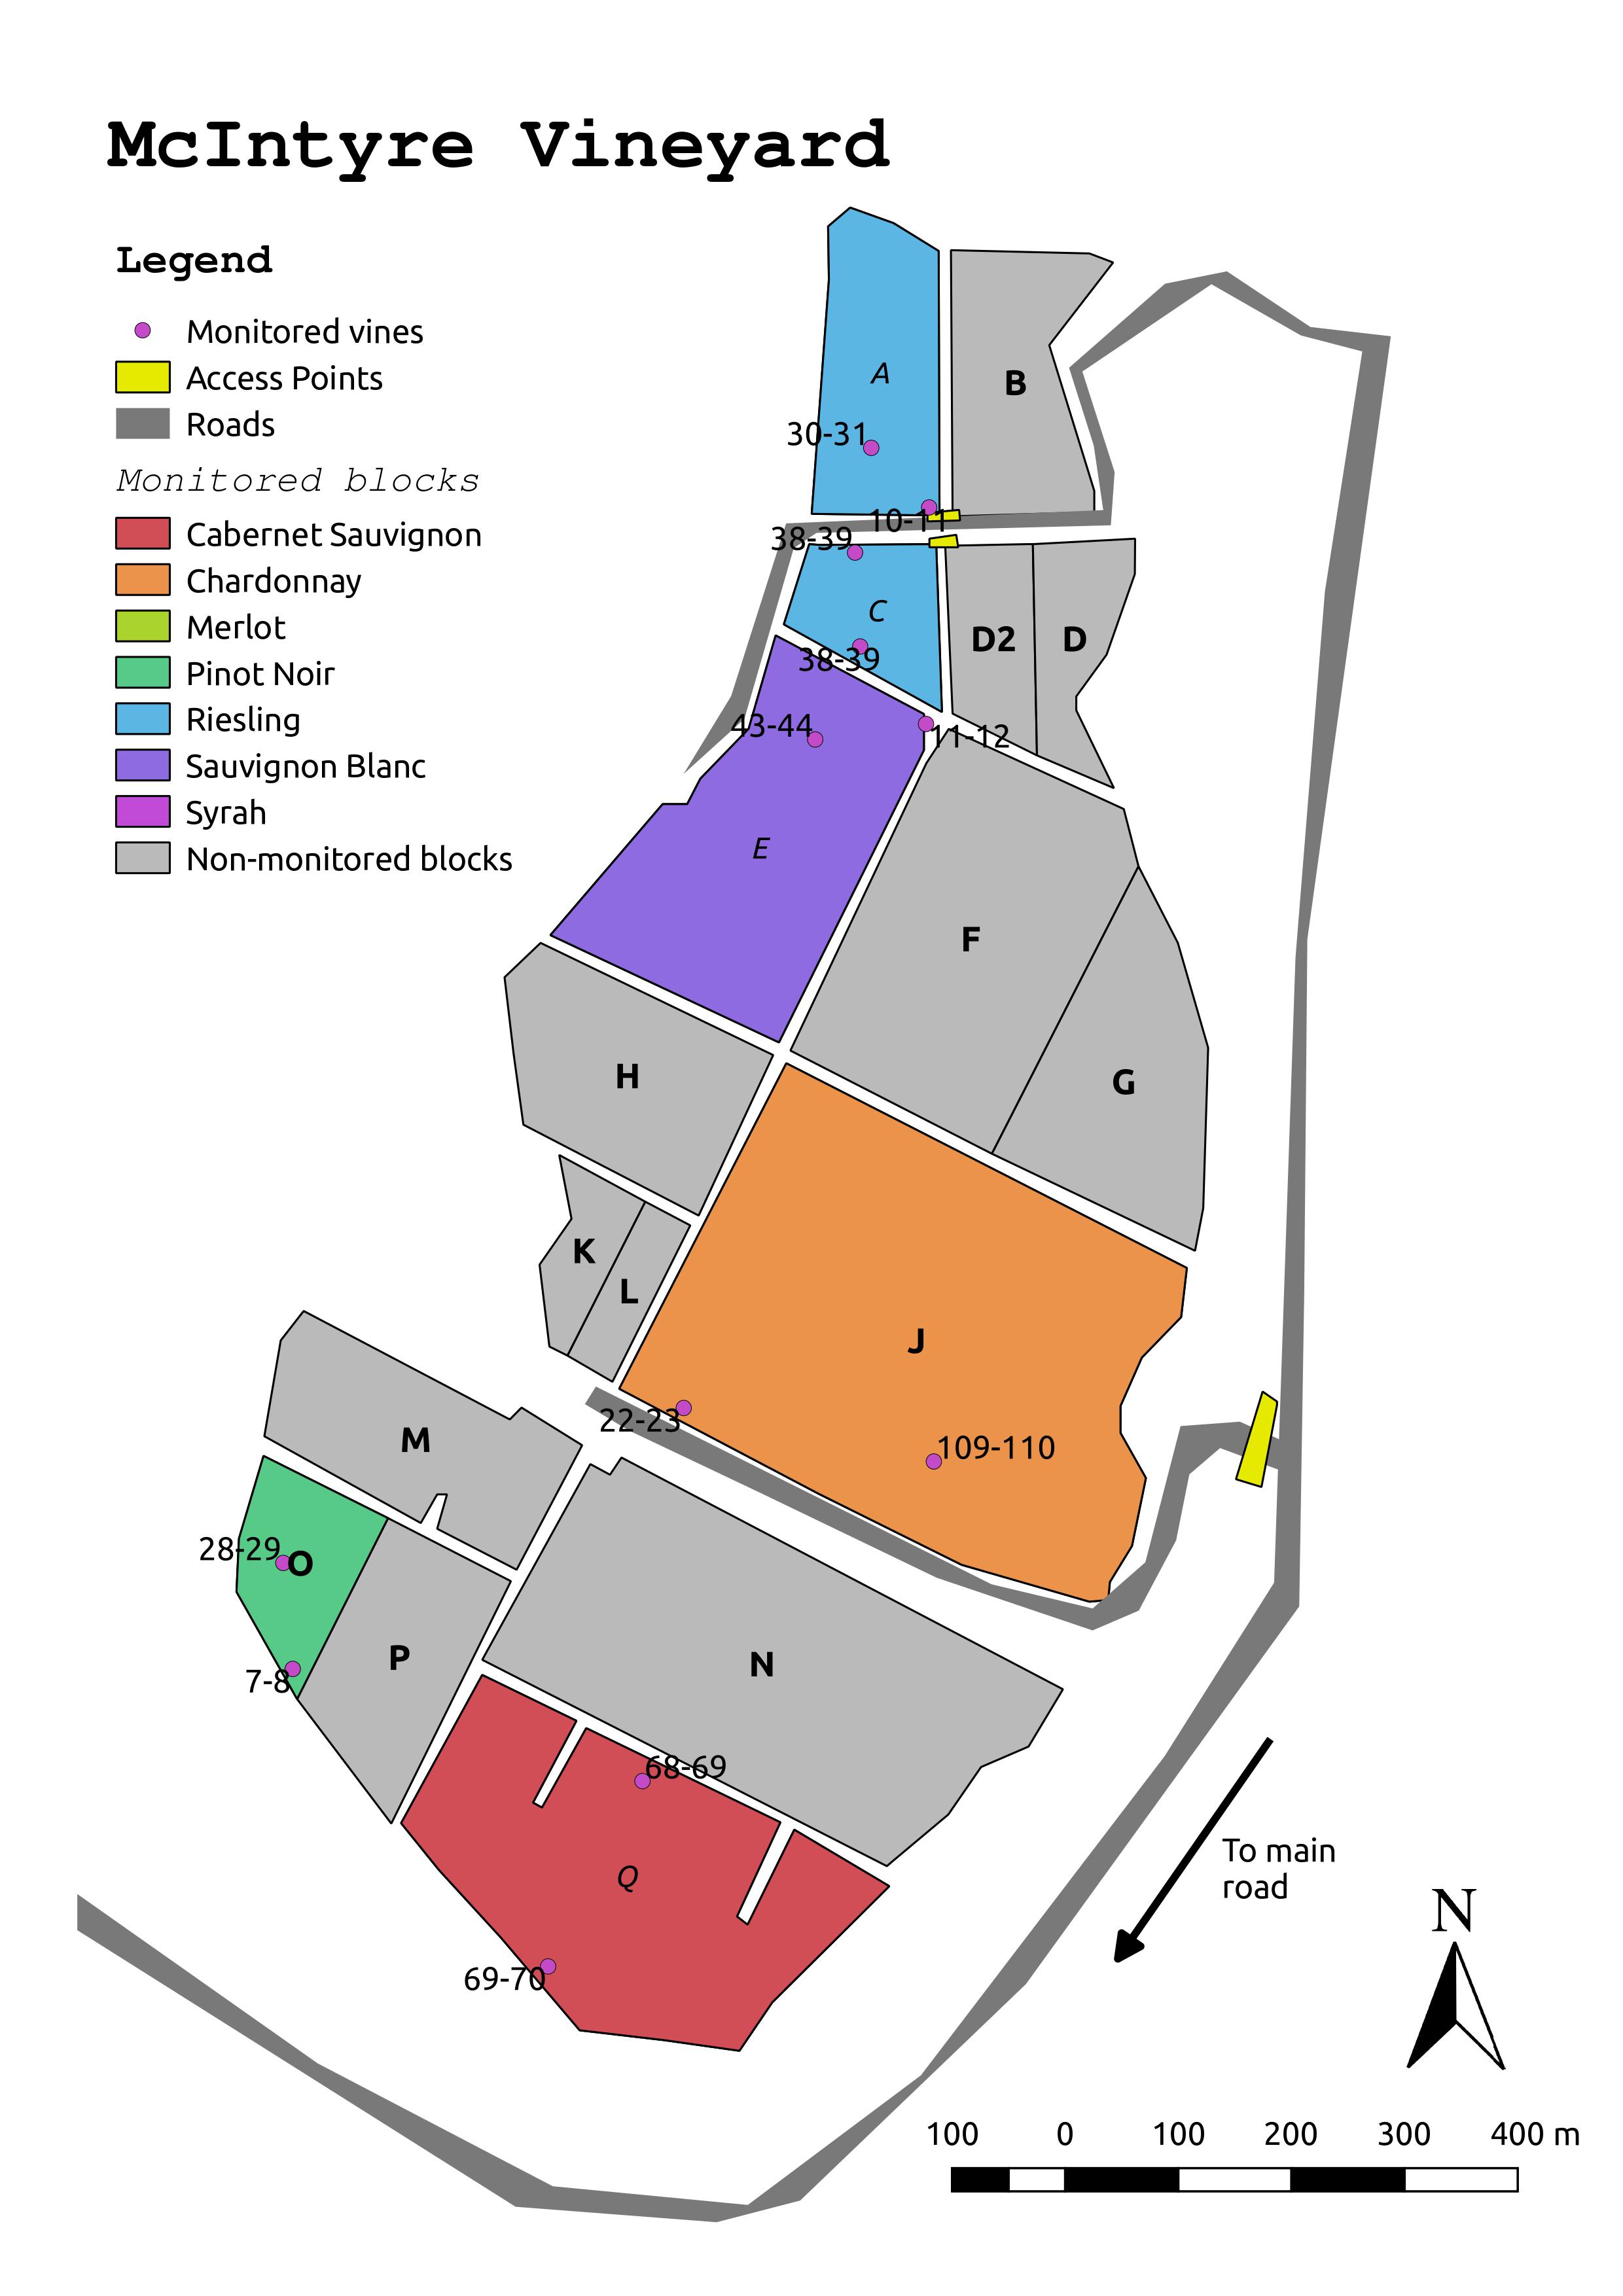 McIntyre Vineyard
Legend
Monitored vines
Access Points
Roads
Monitored blocks
Cabernet Sauvignon
Chardonnay
Merlot
Pinot Noir
Riesling
Sauvignon Blanc
Syrah
Non-monitored blocks
A
B
30-31
10-11
38-39
C
D2
D
38-39
43-44
11-12
E
F
H
G
K
L
J
22-23
109-110
M
28-29
O
P
N
7-8
68-69
Q
69-70
To main
road
N
100 0 100 200 300 400 m